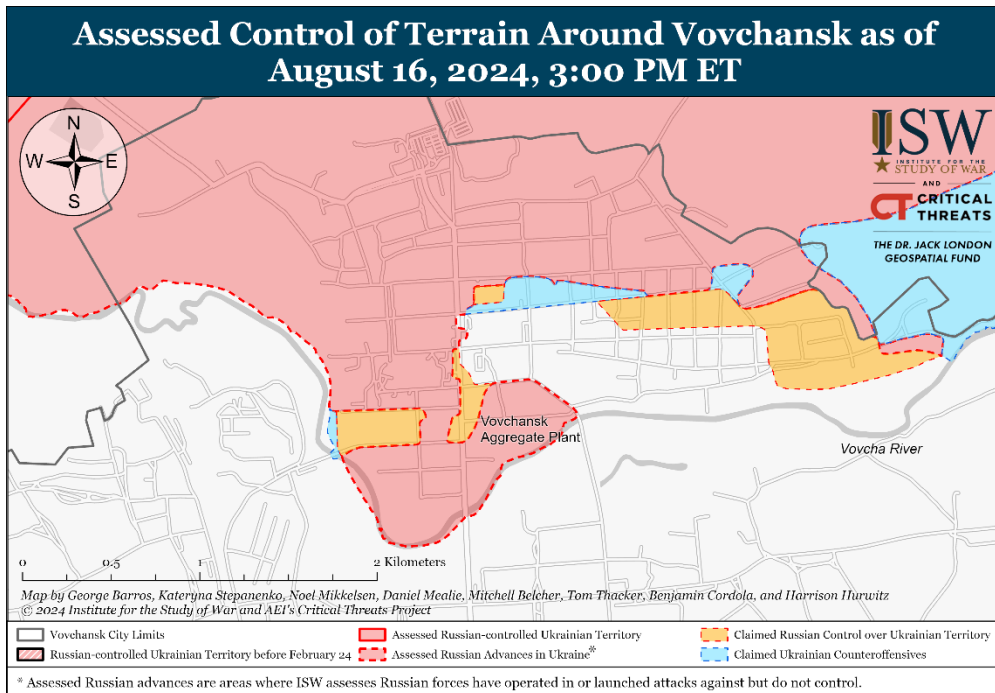 Assessed Control of Terrain Around Vovchansk as of
August 16, 2024, 3:00 PM ET
N
W E
S
ISW
INSTITUTE FOR THE
STUDY OF WAR
AND
CT CRITICAL
THREATS
THE DR. JACK LONDON
GEOSPATIAL FUND
Vovchansk
Aggregate Plant
Vovcha River
0 0.5 1 2 Kilometers
Map by George Barros, Kateryna Stepanenko, Noel Mikkelsen, Daniel Mealie, Mitchell Belcher, Tom Thacker, Benjamin Cordola, and Harrison Hurwitz
© 2024 Institute for the Study of War and AEI's Critical Threats Project
Vovchansk City Limits
Assessed Russian-controlled Ukrainian Territory
Claimed Russian Control over Ukrainian Territory
Russian-controlled Ukrainian Territory before February 24
Assessed Russian Advances in Ukraine*
Claimed Ukrainian Counteroffensives
* Assessed Russian advances are areas where ISW assesses Russian forces have operated in or launched attacks against but do not control.